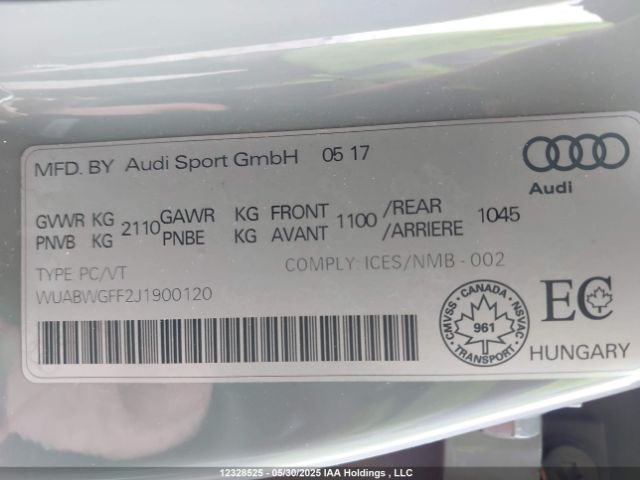 MFD. BY Audi Sport GmbH 05 17
Audi
GVWR KG 2110 GAWR KG FRONT 1100 /REAR 1045
PNVB KG PNBE KG AVANT /ARRIERE
TYPE PC/VT COMPLY: ICES/NMB - 002
WUABWGFF2J1900120
CMVSS CANADA NSVAC
961
TRANSPORT
EC
HUNGARY
12328525 - 05/30/2025 IAA Holdings , LLC